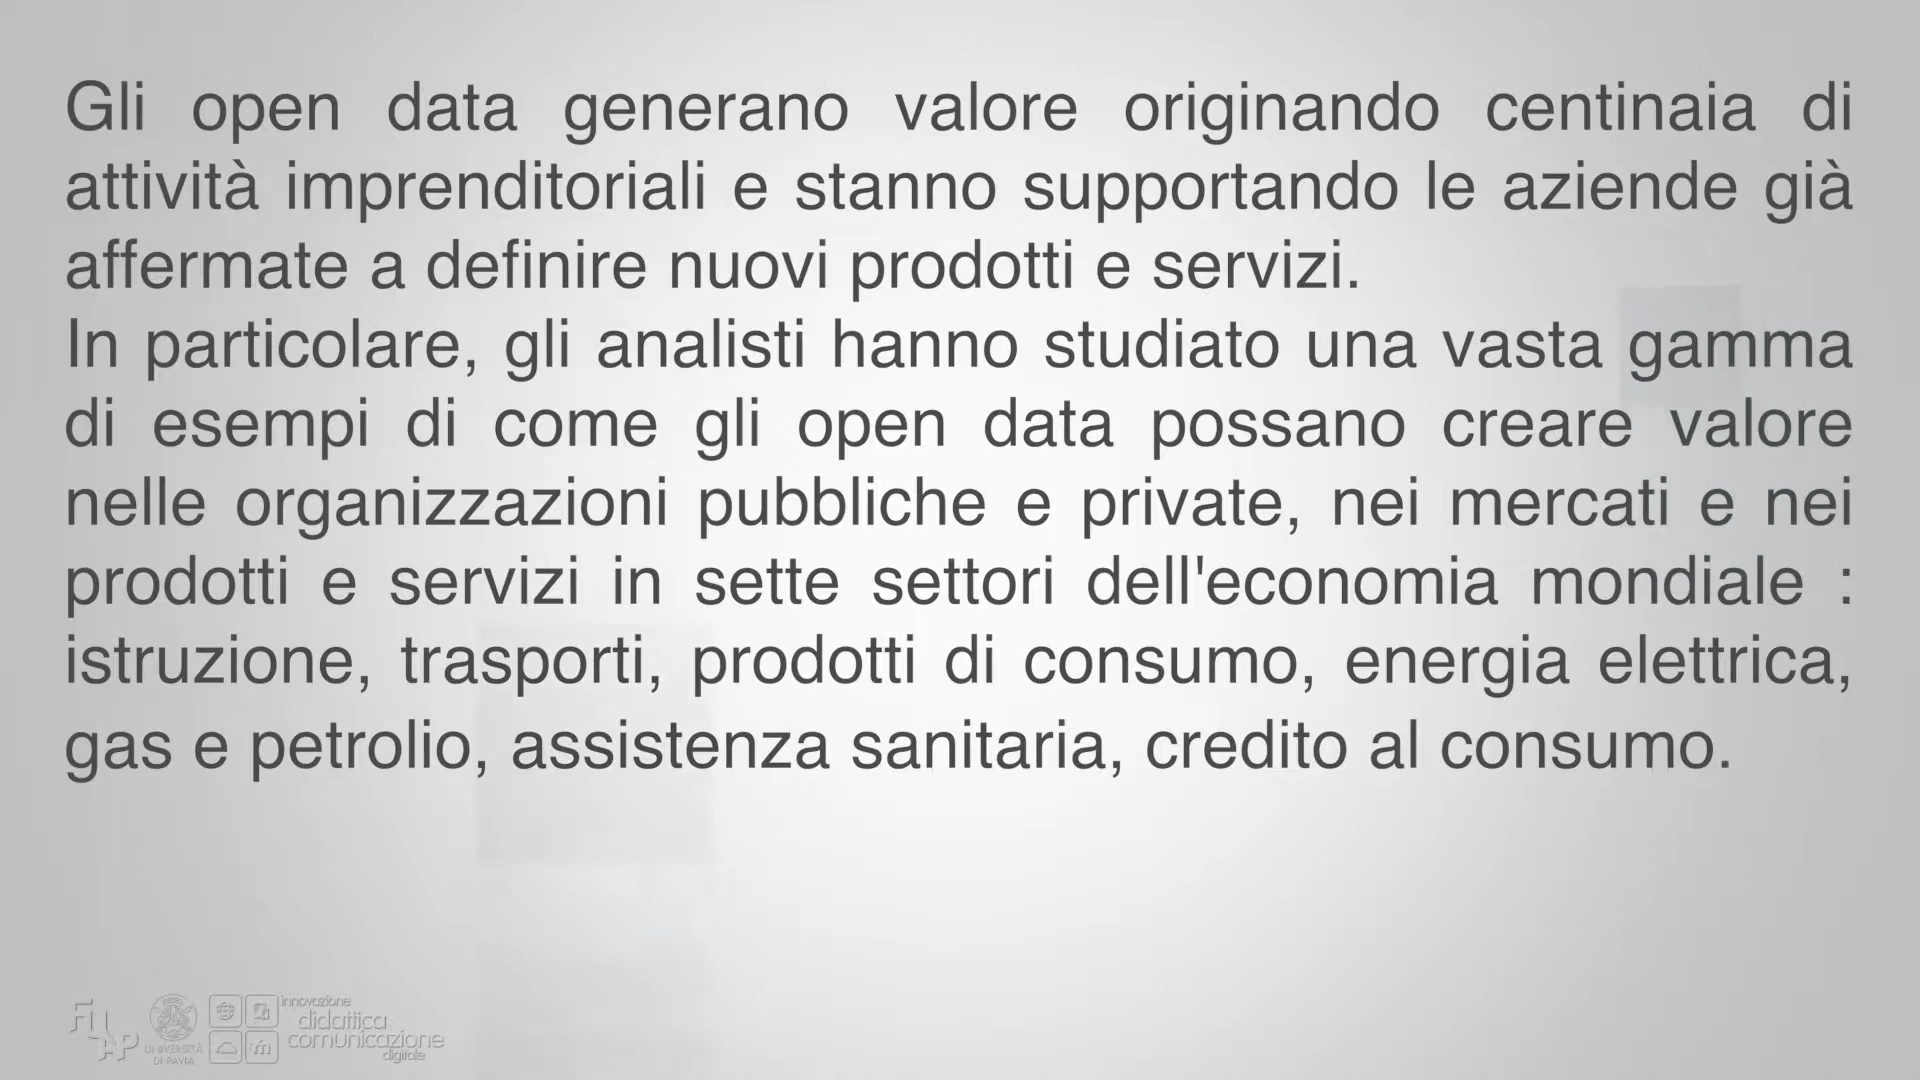 Gli open data generano valore originando centinaia di
attività imprenditoriali e stanno supportando le aziende già
affermate a definire nuovi prodotti e servizi.
In particolare, gli analisti hanno studiato una vasta gamma
di esempi di come gli open data possano creare valore
nelle organizzazioni pubbliche e private, nei mercati e nei
prodotti e servizi in sette settori dell'economia mondiale :
istruzione, trasporti, prodotti di consumo, energia elettrica,
gas e petrolio, assistenza sanitaria, credito al consumo.
UNIVERSITÀ
DI PAVIA
innovazione
didattica
comunicazione
digitale